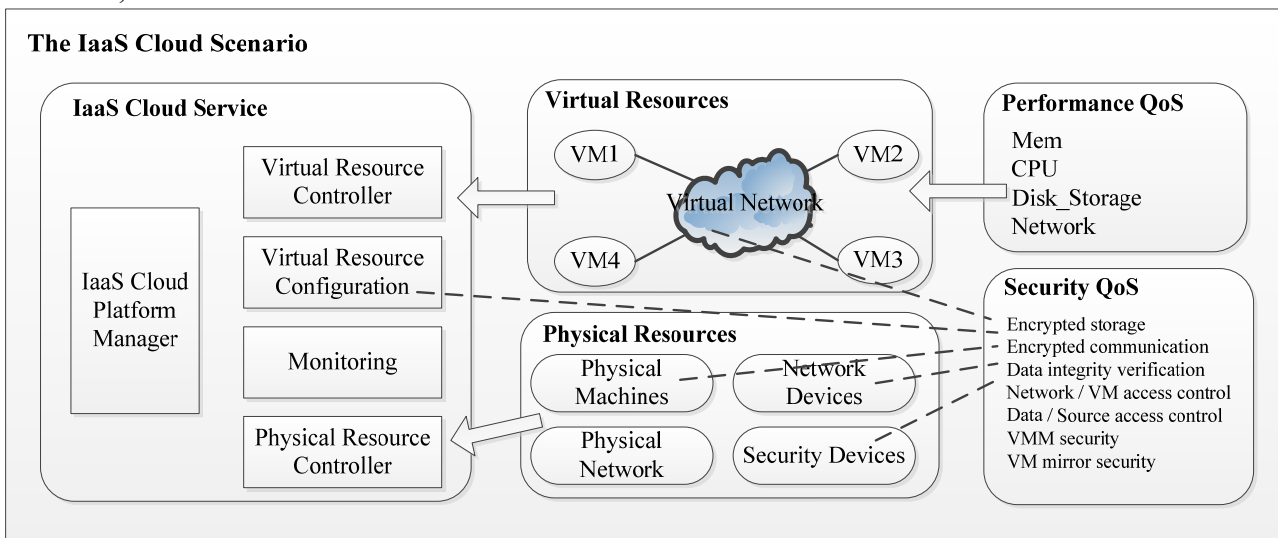 The IaaS Cloud Scenario
IaaS Cloud Service
IaaS Cloud
Platform
Manager
Virtual Resource
Controller
Virtual Resource
Configuration
Monitoring
Physical Resource
Controller
Virtual Resources
VM1
VM2
Virtual Network
VM4
VM3
Physical Resources
Physical
Machines
Network
Devices
Physical
Network
Security Devices
Performance QoS
Mem
CPU
Disk_Storage
Network
Security QoS
Encrypted storage
Encrypted communication
Data integrity verification
Network / VM access control
Data / Source access control
VMM security
VM mirror security